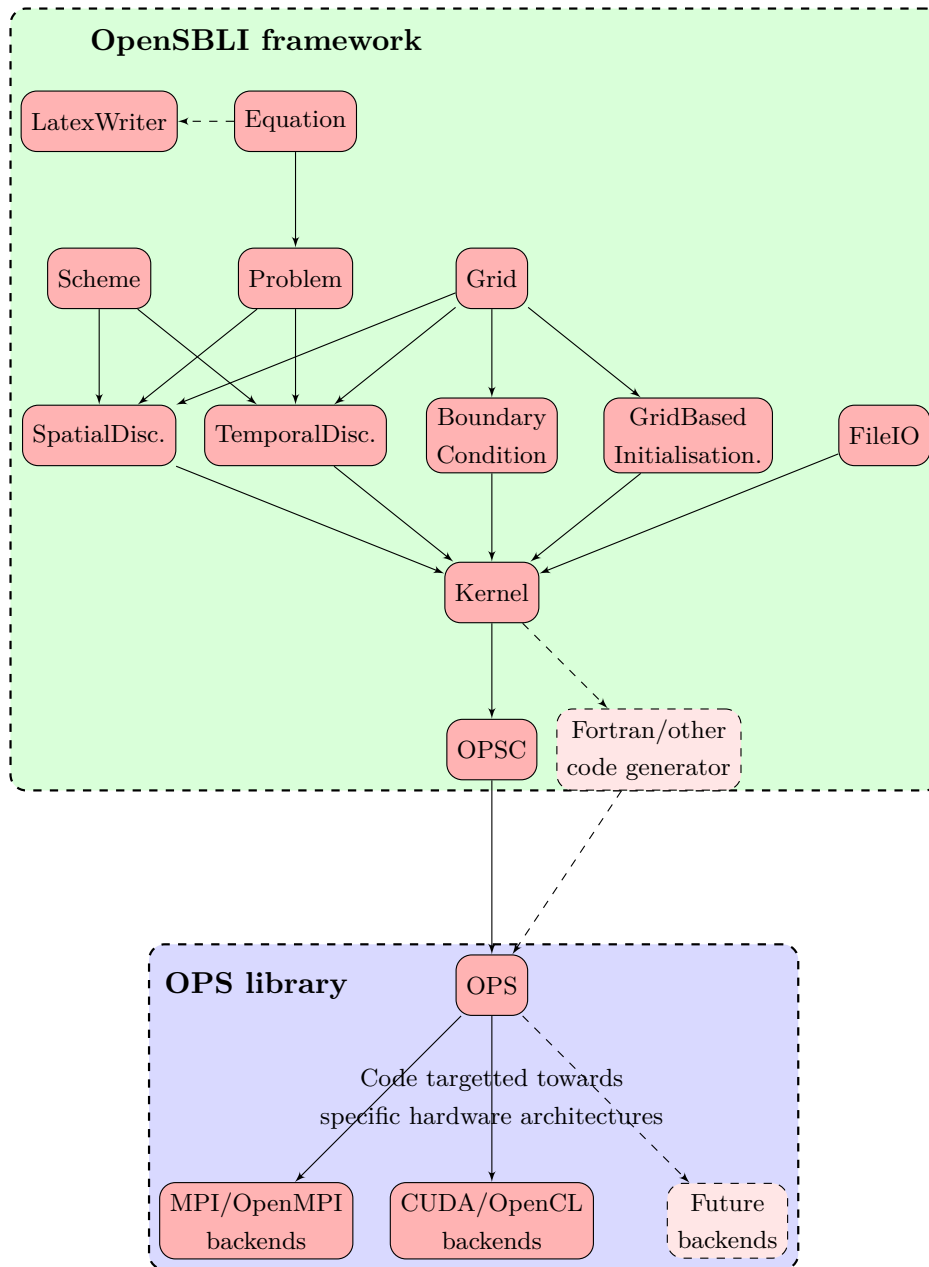 OpenSBLI framework
LatexWriter
Equation
Scheme
Problem
Grid
SpatialDisc.
TemporalDisc.
Boundary
Condition
GridBased
Initialisation.
FileIO
Kernel
OPSC
Fortran/other
code generator
OPS library
OPS
Code targetted towards
specific hardware architectures
MPI/OpenMPI
backends
CUDA/OpenCL
backends
Future
backends